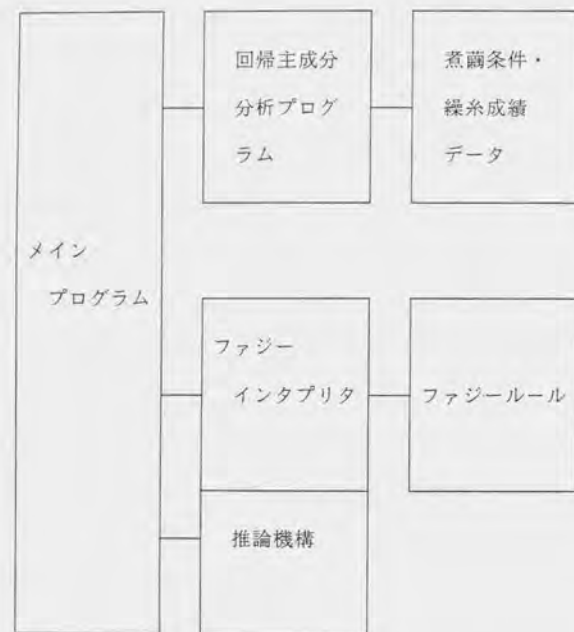 メイン
プログラム
回帰主成分
分析プログ
ラム
煮繭条件・
繰糸成績
データ
ファジー
インタプリタ
ファジールール
推論機構